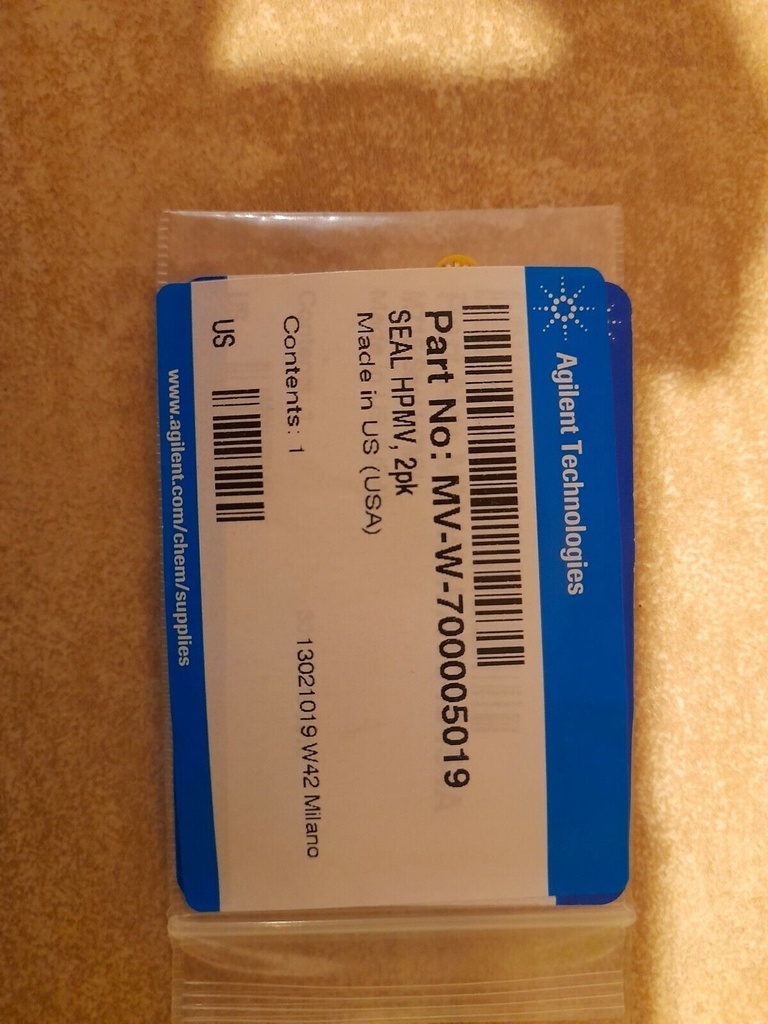 Agilent Technologies
Part No: MV-W-700005019
SEAL HPMV, 2pk
Made in US (USA)
Contents: 1
13021019 W42 Milano
US
www.agilent.com/chem/supplies